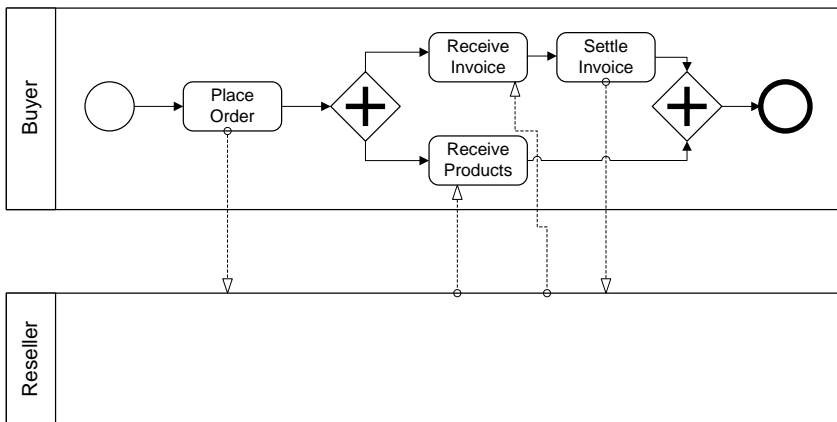 Buyer
Place
Order
Receive
Invoice
Settle
Invoice
Receive
Products
Reseller